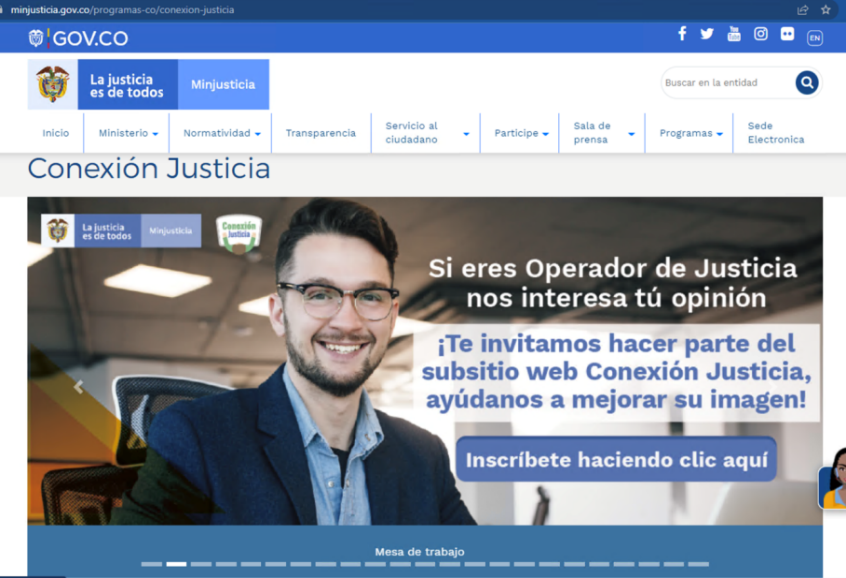 minjusticia.gov.co/programas-co/conexion-justicia
GOV.CO
You
Tube
EN
La justicia
es de todos
Minjusticia
Buscar en la entidad
Inicio
Ministerio
Normatividad
Transparencia
Servicio al
ciudadano
Participe
Sala de
prensa
Programas
Sede
Electronica
Conexión Justicia
La justicia
es de todos
Minjusticia
Conexión
Justicia
Si eres Operador de Justicia
nos interesa tú opinión
¡Te invitamos hacer parte del
subsitio web Conexión Justicia,
ayúdanos a mejorar su imagen!
Inscríbete haciendo clic aquí
Mesa de trabajo